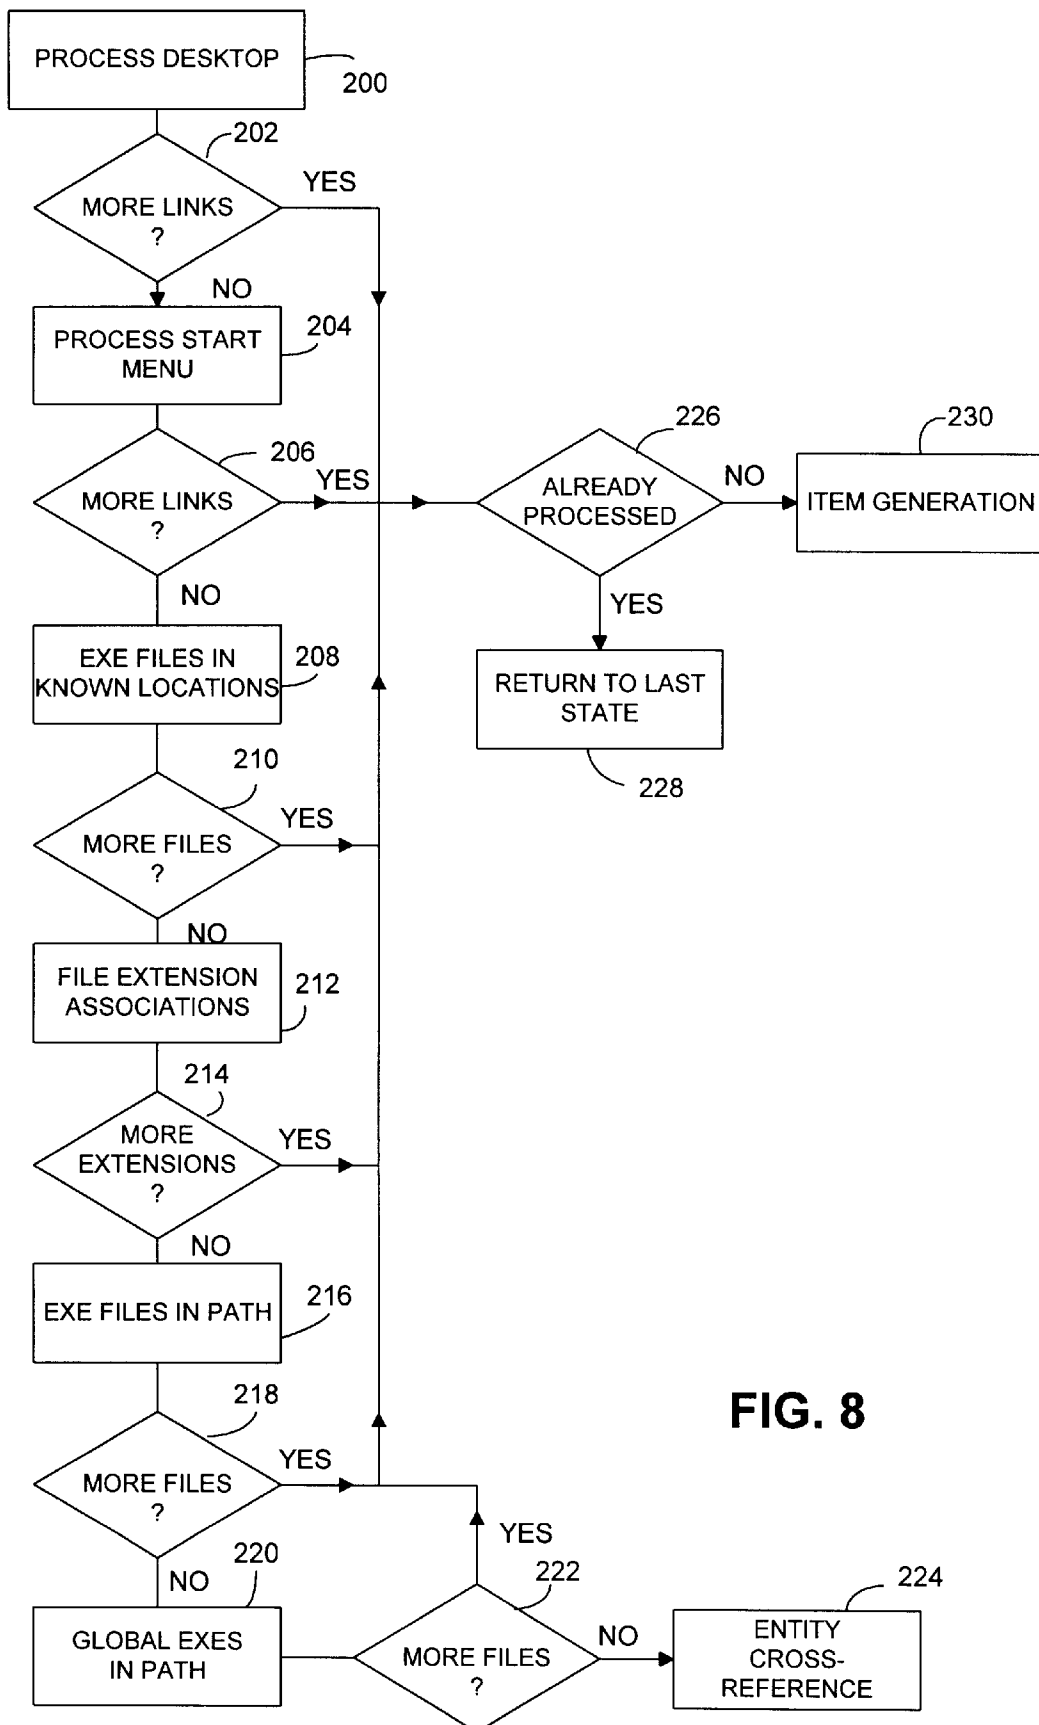 PROCESS DESKTOP
200
202
MORE LINKS
?
YES
NO
PROCESS START
MENU
204
206
MORE LINKS
?
YES
NO
226
ALREADY
PROCESSED
NO
230
ITEM GENERATION
YES
RETURN TO LAST
STATE
228
EXE FILES IN
KNOWN LOCATIONS
208
210
MORE FILES
?
YES
NO
FILE EXTENSION
ASSOCIATIONS
212
214
MORE
EXTENSIONS
?
YES
NO
EXE FILES IN PATH
216
218
MORE FILES
?
YES
NO
FIG. 8
220
GLOBAL EXES
IN PATH
YES
222
MORE FILES
?
NO
224
ENTITY
CROSS-
REFERENCE